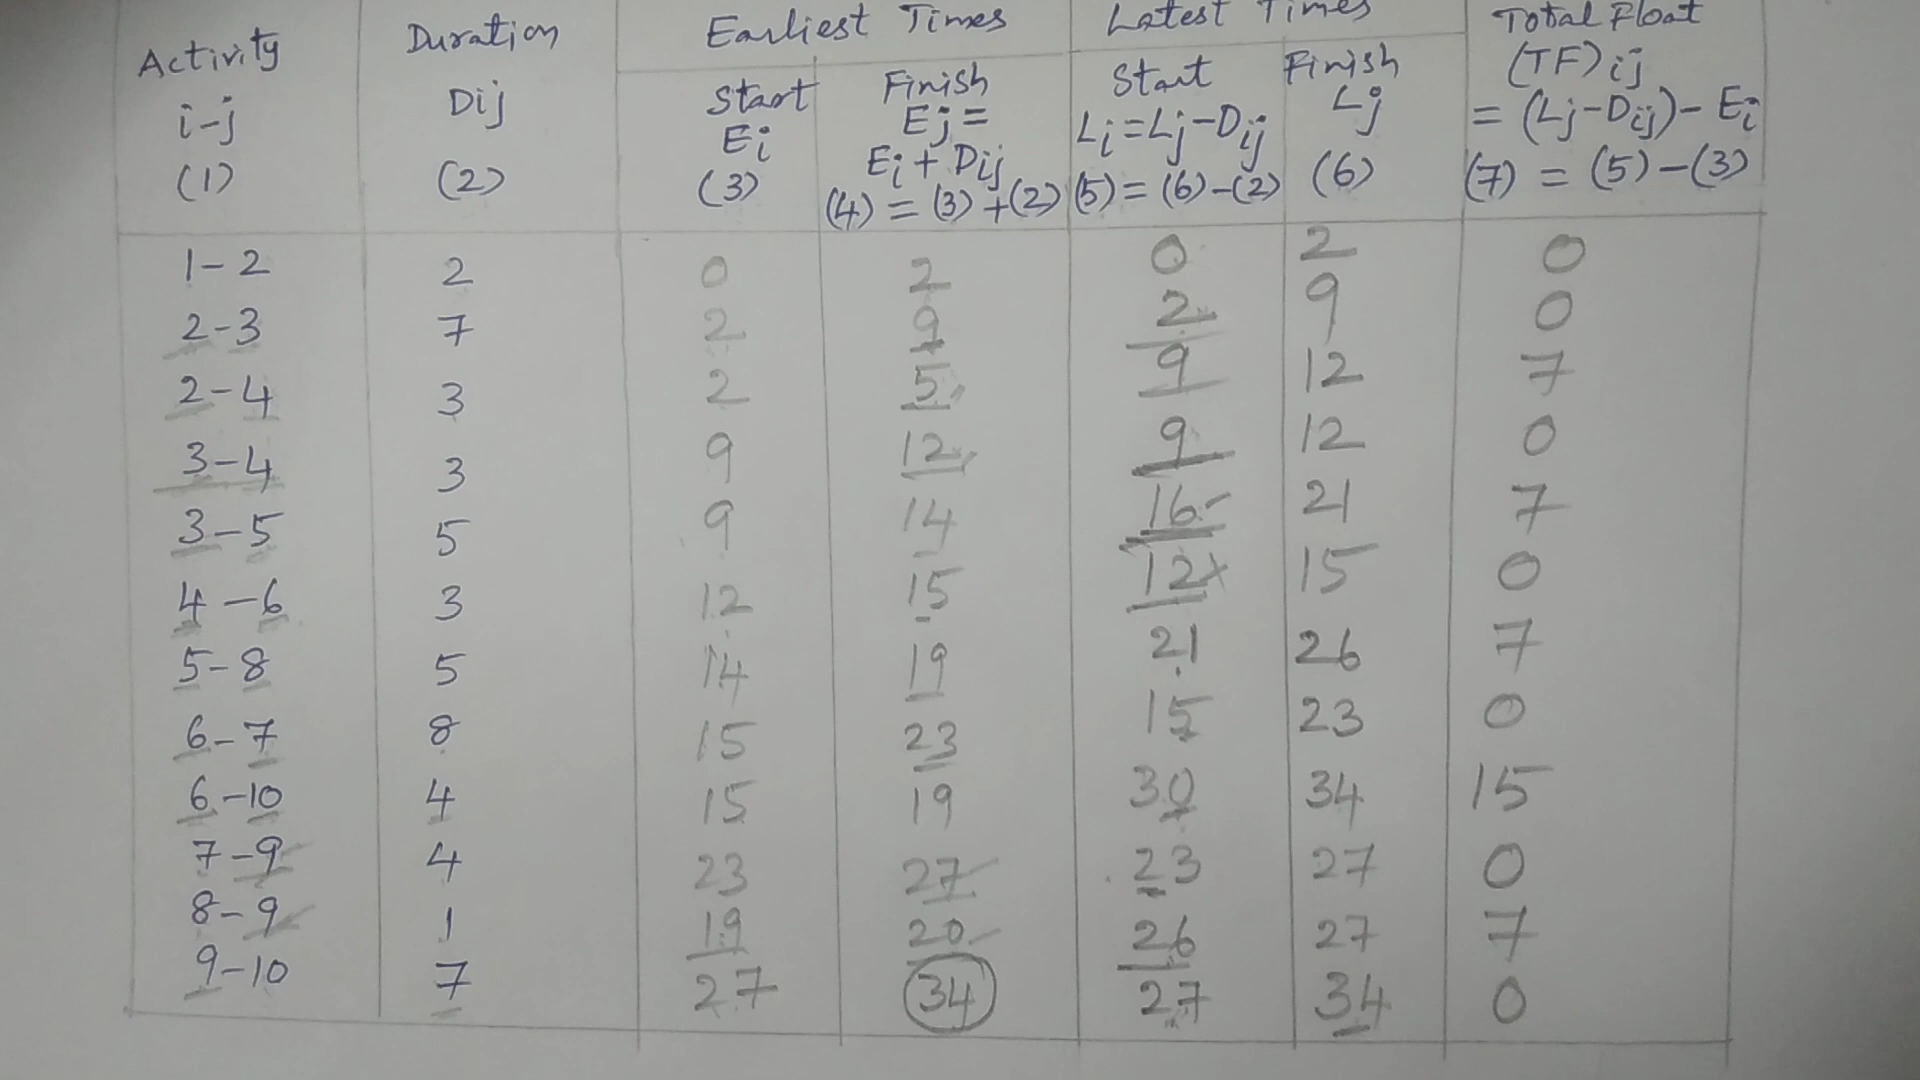 Activity Duration Earliest Times Latest Times Total Float
i-j Dij Start Finish Start Finish (TF)ij
Ei Ej = Li=Lj-Dij Lj = (Lj-Dij)-Ei
Ei+Dij
(1) (2) (3) (4) = (3)+(2) (5) = (6)-(2) (6) (7) = (5)-(3)
1-2 2 0 2 0 2 0
2-3 7 2 9 2 9 0
2-4 3 2 5 9 12 7
3-4 3 9 12 9 12 0
3-5 5 9 14 16 21 7
4-6 3 12 15 12 15 0
5-8 5 14 19 21 26 7
6-7 8 15 23 15 23 0
6-10 4 15 19 30 34 15
7-9 4 23 27 23 27 0
8-9 1 19 20 26 27 7
9-10 7 27 34 27 34 0